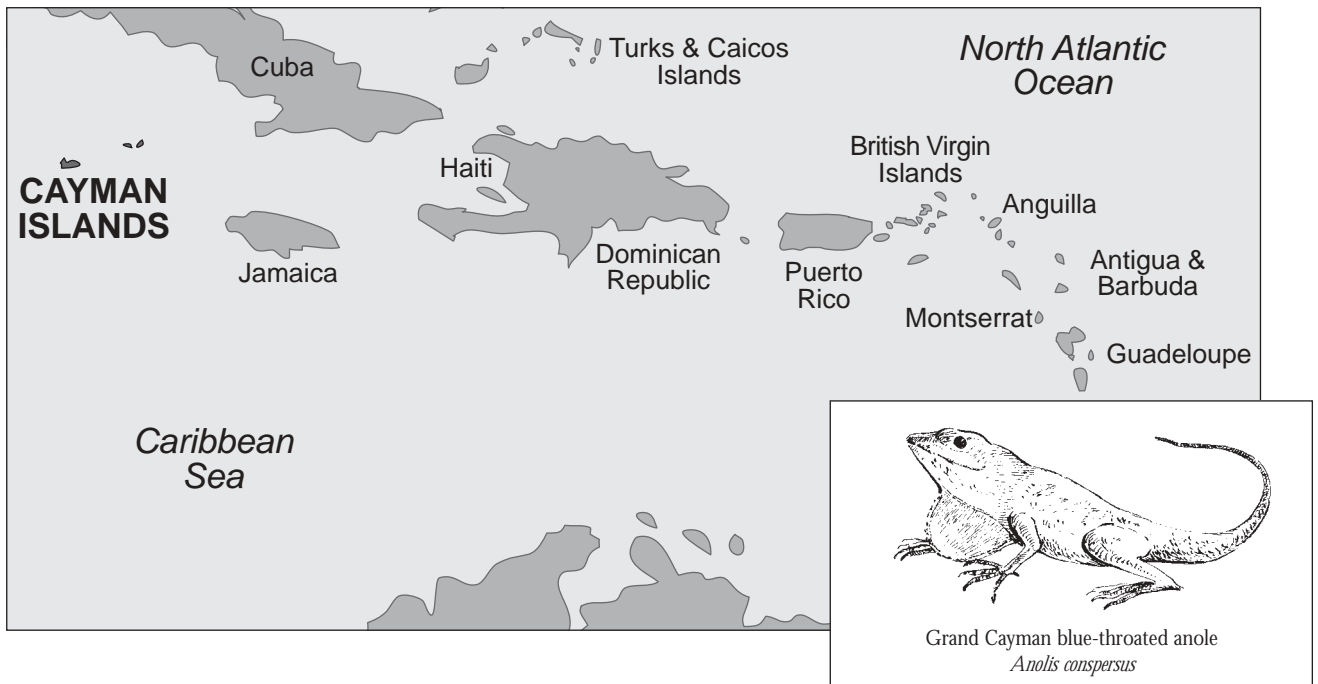 Cuba
Turks & Caicos
Islands
North Atlantic
Ocean
CAYMAN
ISLANDS
Haiti
British Virgin
Islands
Anguilla
Jamaica
Dominican
Republic
Puerto
Rico
Antigua &
Barbuda
Montserrat
Guadeloupe
Caribbean
Sea
Grand Cayman blue-throated anole
Anolis conspersus